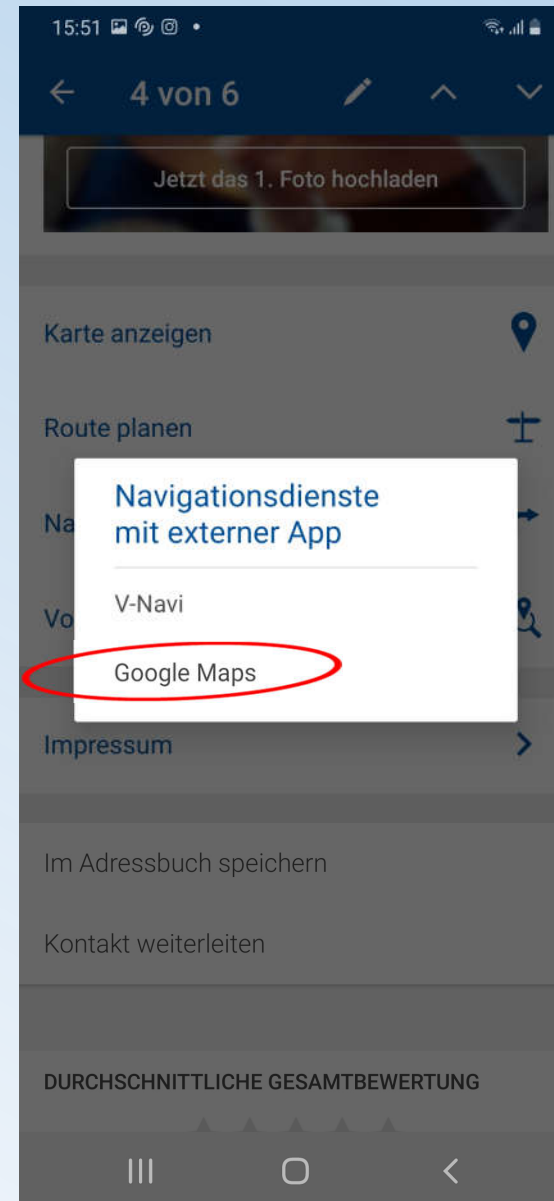 15:51
4 von 6
Jetzt das 1. Foto hochladen
Karte anzeigen
Route planen
Navigationsdienste
mit externer App
Na
V-Navi
Vo
Google Maps
Impressum
Im Adressbuch speichern
Kontakt weiterleiten
DURCHSCHNITTLICHE GESAMTBEWERTUNG